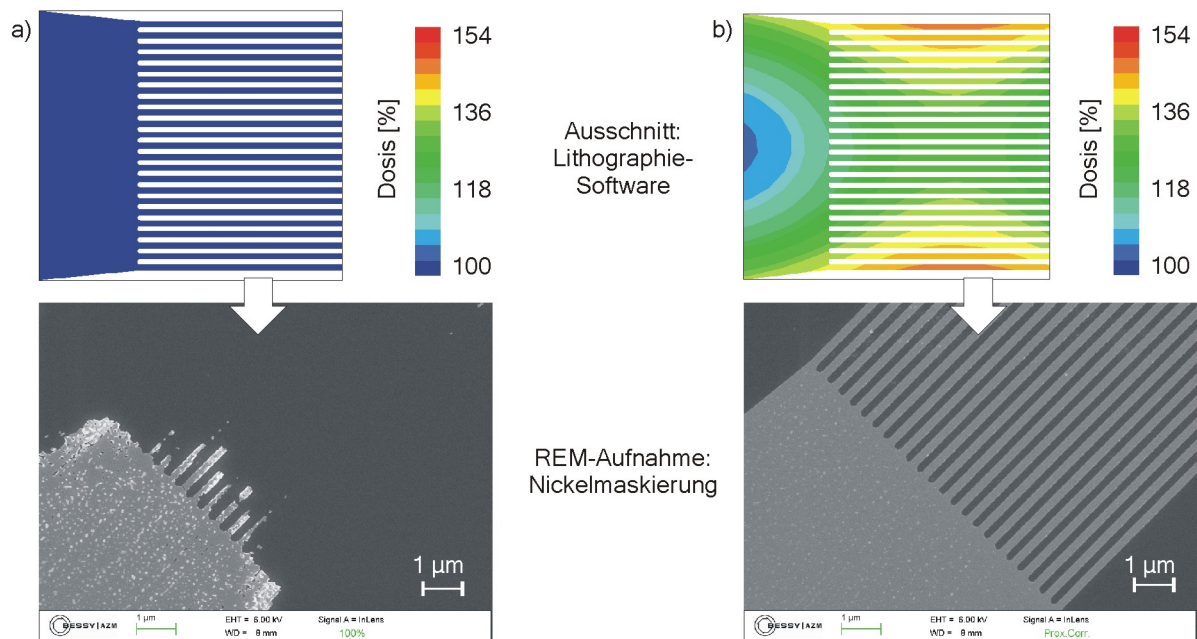 a)
154
136
118
100
Dosis [%]
Ausschnitt:
Lithographie-
Software
b)
154
136
118
100
Dosis [%]
REM-Aufnahme:
Nickelmaskierung
1 µm
BESSY | AZM
1 µm
EHT = 6.00 kV
WD = 8 mm
Signal A = InLens
100%
1 µm
BESSY | AZM
1 µm
EHT = 6.00 kV
WD = 8 mm
Signal A = InLens
Prox.Corr.